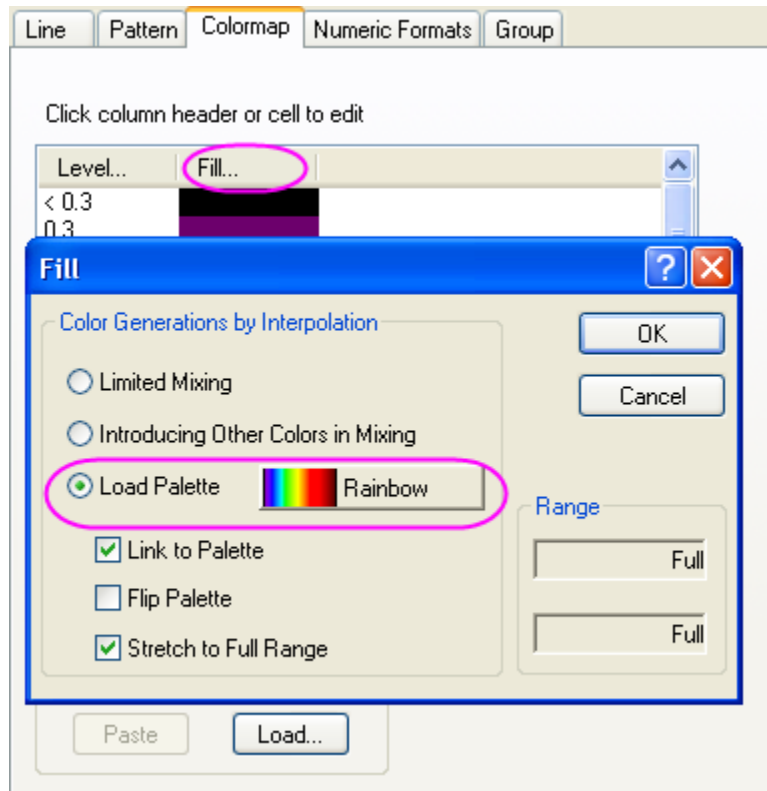 Line Pattern Colormap Numeric Formats Group
Click column header or cell to edit
Level... Fill...
< 0.3
0.3
Fill
Color Generations by Interpolation
OK
Limited Mixing
Cancel
Introducing Other Colors in Mixing
Load Palette Rainbow
Range
Link to Palette
Full
Flip Palette
Full
Stretch to Full Range
Paste Load...